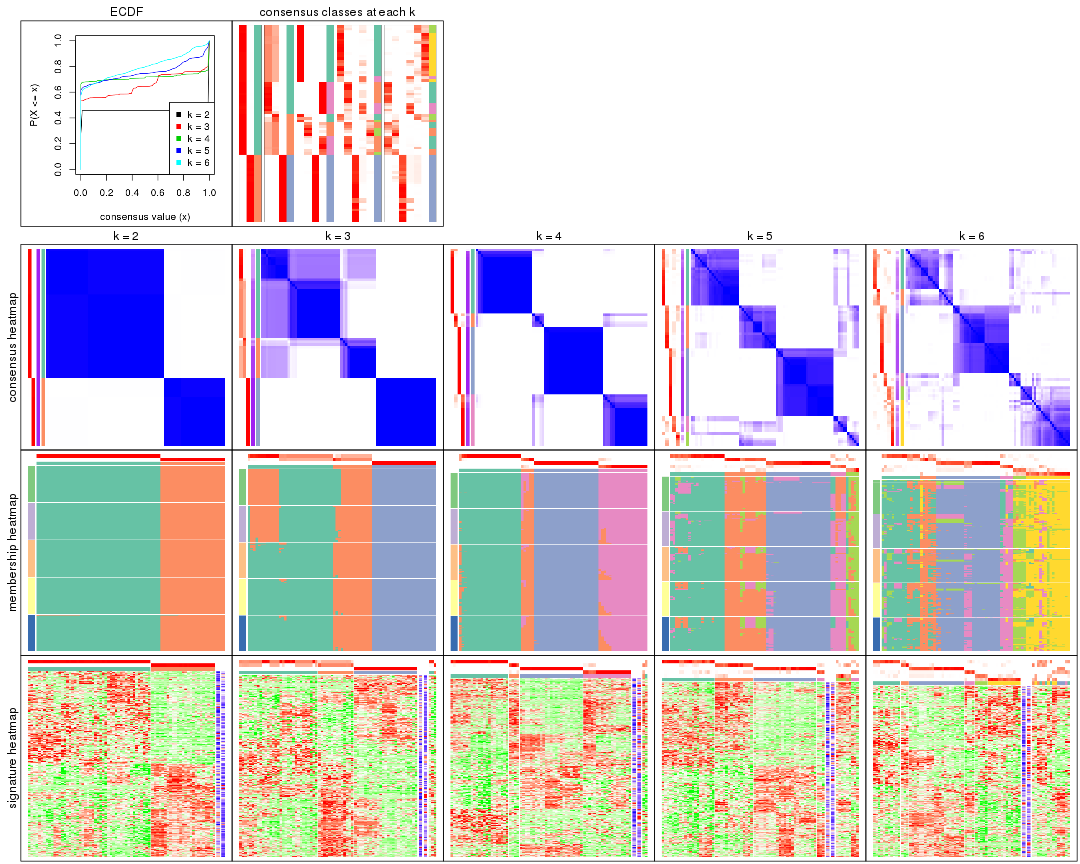 ECDF
consensus classes at each k
P(X <= x)
0.0 0.2 0.4 0.6 0.8 1.0
k = 2
k = 3
k = 4
k = 5
k = 6
0.0 0.2 0.4 0.6 0.8 1.0
consensus value (x)
k = 2
k = 3
k = 4
k = 5
k = 6
consensus heatmap
membership heatmap
signature heatmap